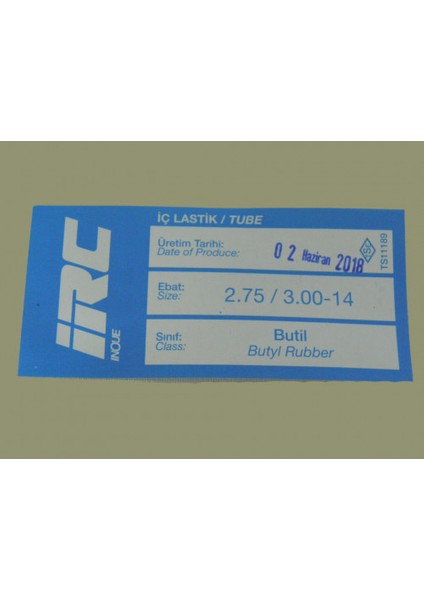 IRC
INOUE
İÇ LASTİK / TUBE
Üretim Tarihi:
Date of Produce:
02 Haziran 2018
TS11189
Ebat:
Size:
2.75 / 3.00-14
Sınıf:
Class:
Butil
Butyl Rubber